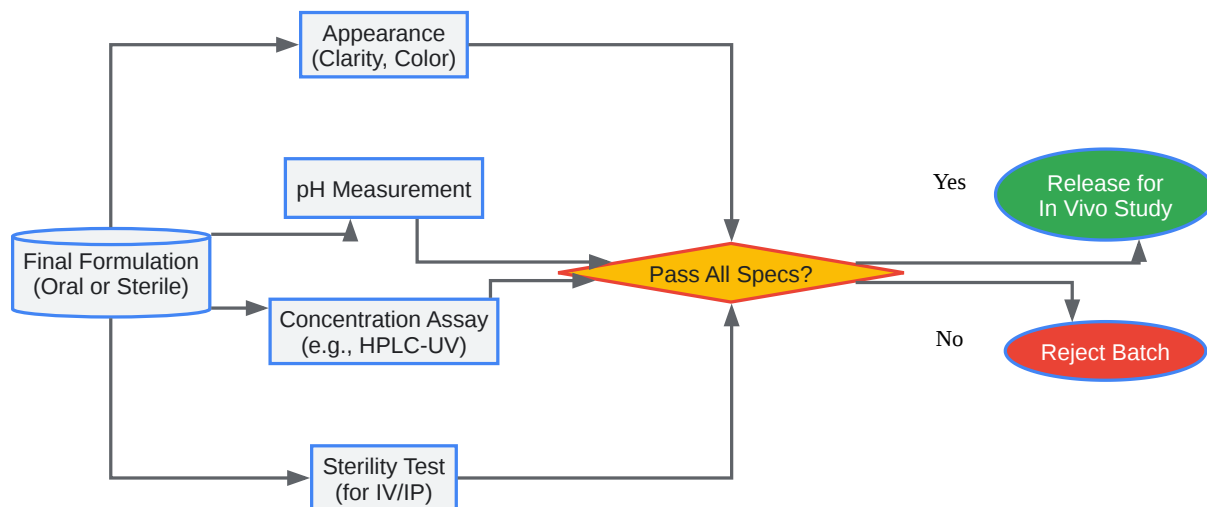 Appearance
(Clarity, Color)
pH Measurement
Final Formulation
(Oral or Sterile)
Concentration Assay
(e.g., HPLC-UV)
Sterility Test
(for IV/IP)
Pass All Specs?
Yes
Release for
In Vivo Study
No
Reject Batch